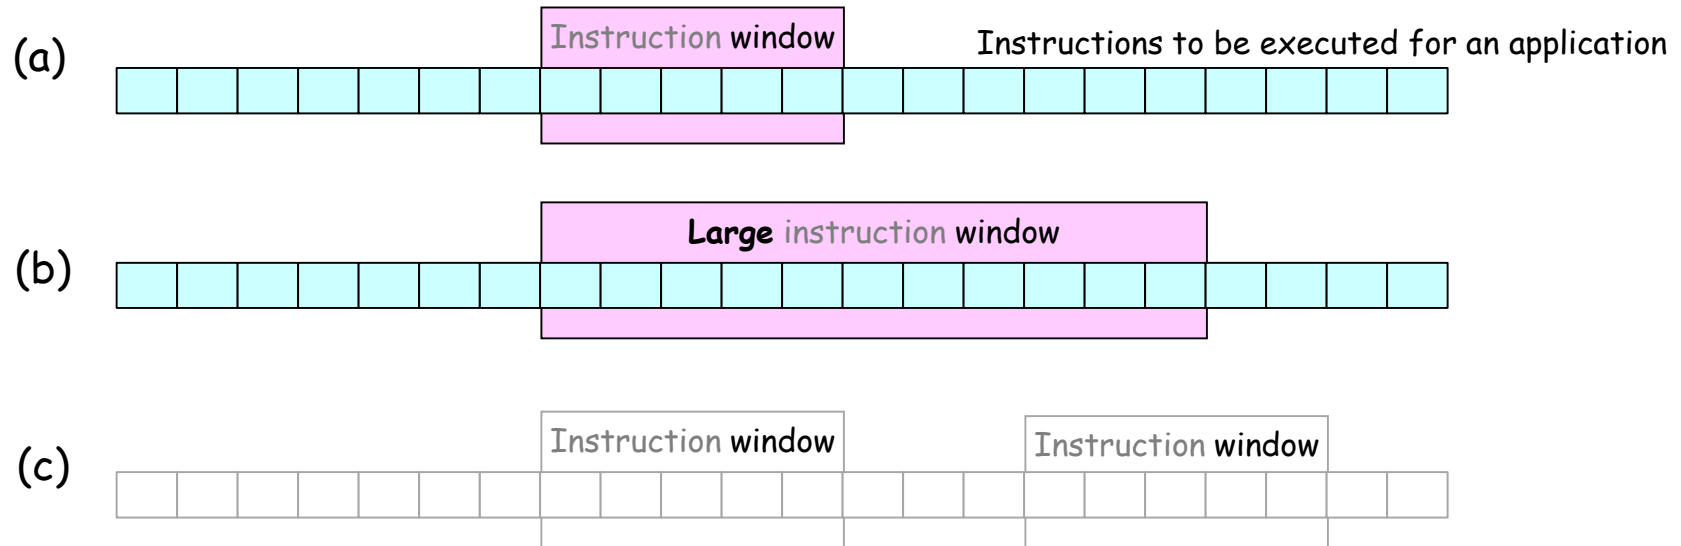 (a)
Instruction window
Instructions to be executed for an application
(b)
Large instruction window
(c)
Instruction window
Instruction window